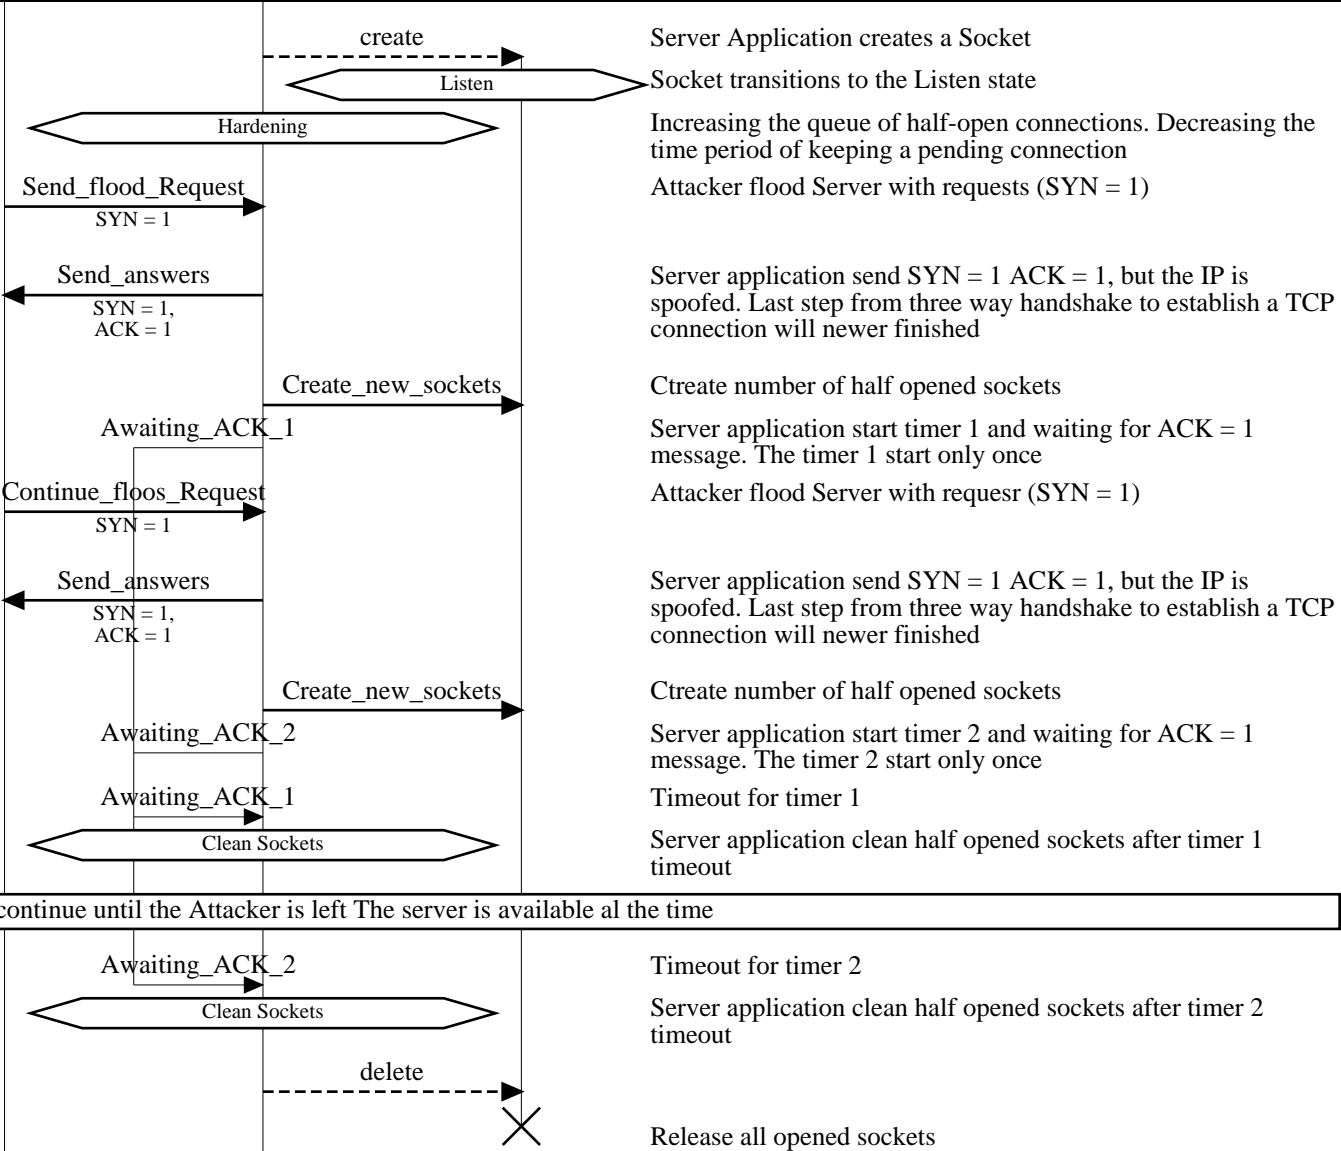 create
Server Application creates a Socket
Listen
Socket transitions to the Listen state
Hardening
Increasing the queue of half-open connections. Decreasing the
time period of keeping a pending connection
Send_flood_Request
SYN = 1
Attacker flood Server with requests (SYN = 1)
Send_answers
SYN = 1,
ACK = 1
Server application send SYN = 1 ACK = 1, but the IP is
spoofed. Last step from three way handshake to establish a TCP
connection will newer finished
Create_new_sockets
Ctreate number of half opened sockets
Awaiting_ACK_1
Server application start timer 1 and waiting for ACK = 1
message. The timer 1 start only once
Continue_floos_Request
SYN = 1
Attacker flood Server with requesr (SYN = 1)
Send_answers
SYN = 1,
ACK = 1
Server application send SYN = 1 ACK = 1, but the IP is
spoofed. Last step from three way handshake to establish a TCP
connection will newer finished
Create_new_sockets
Ctreate number of half opened sockets
Awaiting_ACK_2
Server application start timer 2 and waiting for ACK = 1
message. The timer 2 start only once
Awaiting_ACK_1
Timeout for timer 1
Clean Sockets
Server application clean half opened sockets after timer 1
timeout
continue until the Attacker is left The server is available al the time
Awaiting_ACK_2
Timeout for timer 2
Clean Sockets
Server application clean half opened sockets after timer 2
timeout
delete
Release all opened sockets